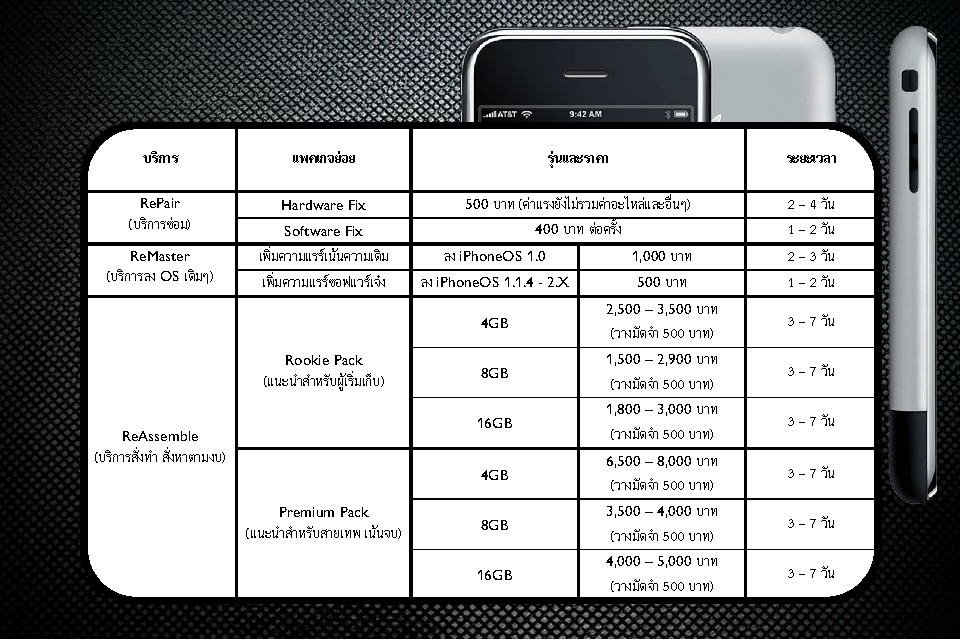 AT&T
9:42 AM
บริการ
แพคเกจย่อย
รุ่นและราคา
ระยะเวลา
RePair
(บริการซ่อม)
Hardware Fix
500 บาท (ค่าแรงยังไม่รวมค่าอะไหล่และอื่นๆ)
2 – 4 วัน
Software Fix
400 บาท ต่อครั้ง
1 – 2 วัน
ReMaster
(บริการลง OS เดิมๆ)
เพิ่มความแรร์เน้นความเดิม
ลง iPhoneOS 1.0
1,000 บาท
2 – 3 วัน
เพิ่มความแรร์ซอฟแวร์เจ๋ง
ลง iPhoneOS 1.1.4 - 2.X
500 บาท
1 – 2 วัน
ReAssemble
(บริการสั่งทำ สั่งหาตามงบ)
Rookie Pack
(แนะนำสำหรับผู้เริ่มเก็บ)
4GB
2,500 – 3,500 บาท
(วางมัดจำ 500 บาท)
3 – 7 วัน
8GB
1,500 – 2,900 บาท
(วางมัดจำ 500 บาท)
3 – 7 วัน
16GB
1,800 – 3,000 บาท
(วางมัดจำ 500 บาท)
3 – 7 วัน
Premium Pack
(แนะนำสำหรับสายเทพ เน้นจบ)
4GB
6,500 – 8,000 บาท
(วางมัดจำ 500 บาท)
3 – 7 วัน
8GB
3,500 – 4,000 บาท
(วางมัดจำ 500 บาท)
3 – 7 วัน
16GB
4,000 – 5,000 บาท
(วางมัดจำ 500 บาท)
3 – 7 วัน